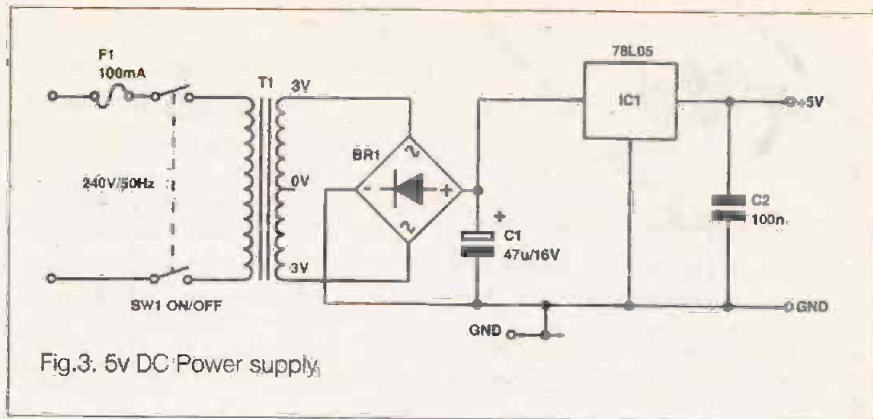 F1
100mA
T1
3V
78L05
IC1
+5V
BR1
~
240V/50Hz
0V
-
+
+
C1
47u/16V
C2
100n
~
3V
SW1 ON/OFF
GND
GND
Fig.3. 5v DC Power supply